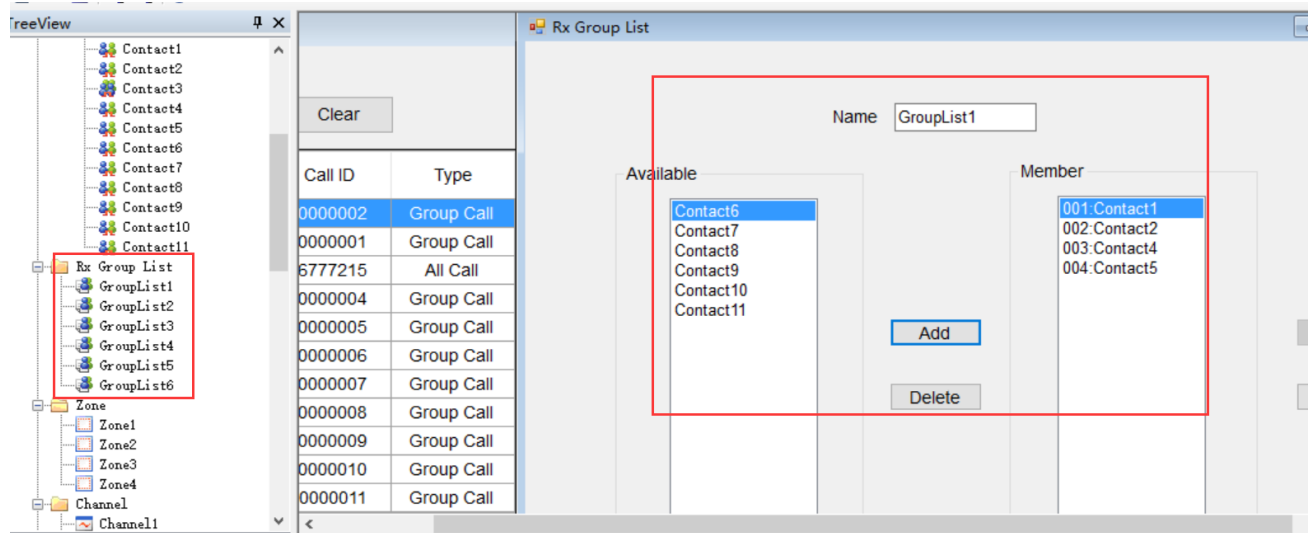 TreeView
Contact1
Contact2
Contact3
Contact4
Contact5
Contact6
Contact7
Contact8
Contact9
Contact10
Contact11
Rx Group List
GroupList1
GroupList2
GroupList3
GroupList4
GroupList5
GroupList6
Zone
Zone1
Zone2
Zone3
Zone4
Channel
Channel1
Clear
Call ID Type
0000002 Group Call
0000001 Group Call
6777215 All Call
0000004 Group Call
0000005 Group Call
0000006 Group Call
0000007 Group Call
0000008 Group Call
0000009 Group Call
0000010 Group Call
0000011 Group Call
Rx Group List
Name GroupList1
Available
Contact6
Contact7
Contact8
Contact9
Contact10
Contact11
Add
Delete
Member
001:Contact1
002:Contact2
003:Contact4
004:Contact5